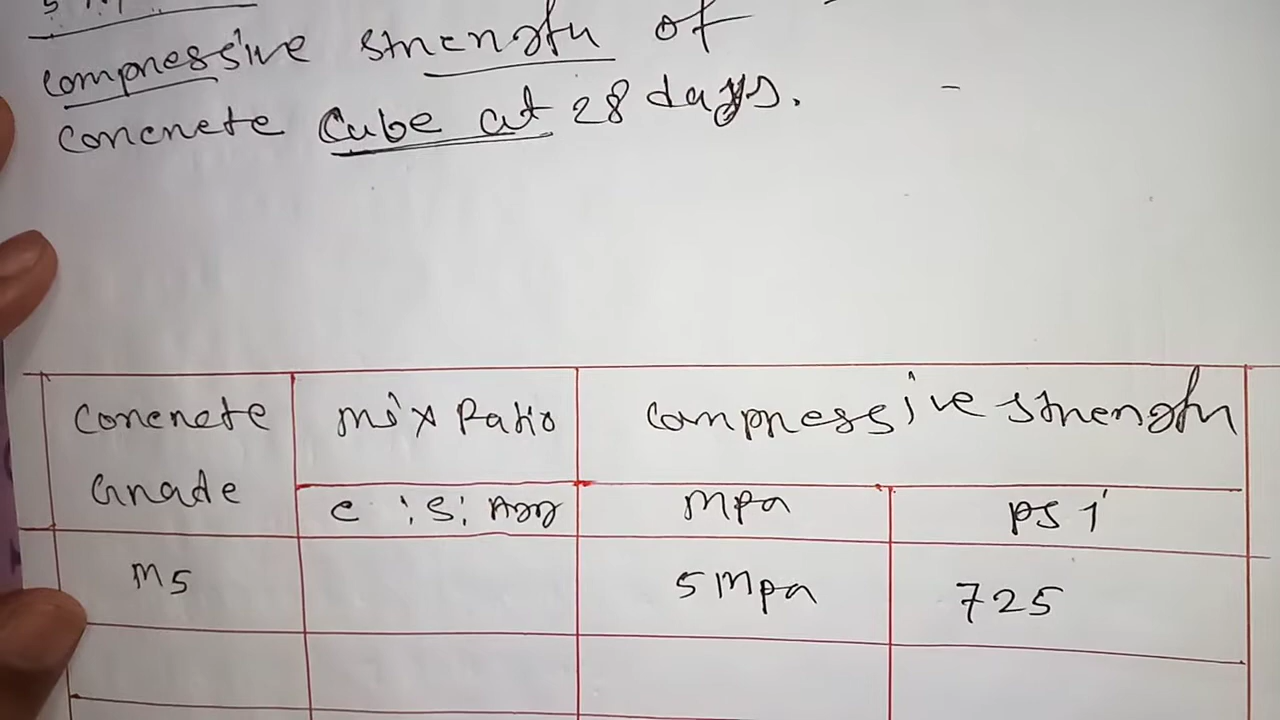 compressive strength of
concrete Cube at 28 days.
Concrete Grade
mix Ratio
compressive strength
c : S : Agg
mpa
psi
M5
5 Mpa
725